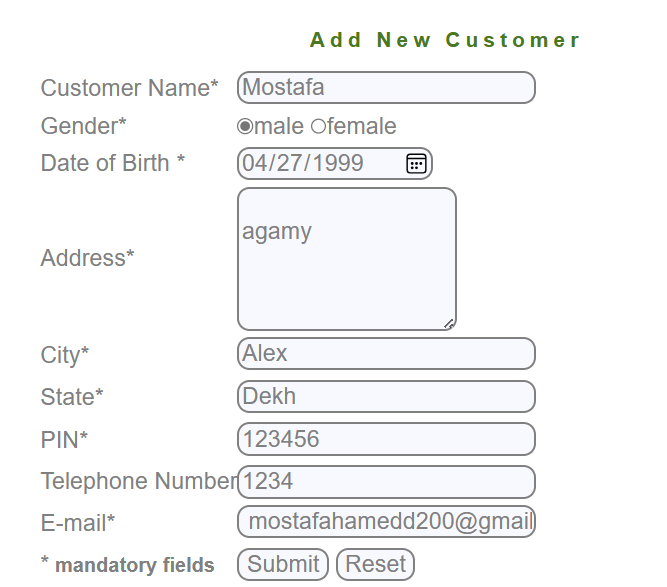 Add New Customer
Customer Name* Mostafa
Gender* male female
Date of Birth * 04/27/1999
Address* agamy
City* Alex
State* Dekh
PIN* 123456
Telephone Number 1234
E-mail* mostafahamedd200@gmail
* mandatory fields Submit Reset